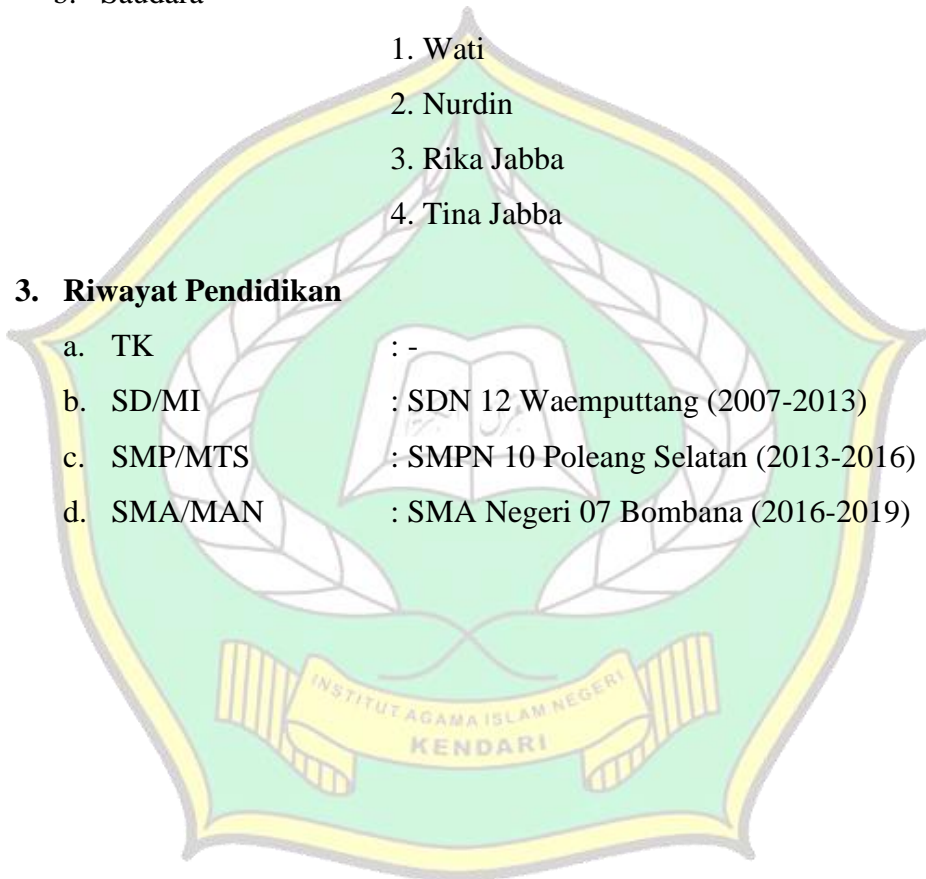 b. Saudara
1. Wati
2. Nurdin
3. Rika Jabba
4. Tina Jabba
3. Riwayat Pendidikan
a. TK : -
b. SD/MI : SDN 12 Waemputtang (2007-2013)
c. SMP/MTS : SMPN 10 Poleang Selatan (2013-2016)
d. SMA/MAN : SMA Negeri 07 Bombana (2016-2019)
INSTITUT AGAMA ISLAM NEGERI
KENDARI